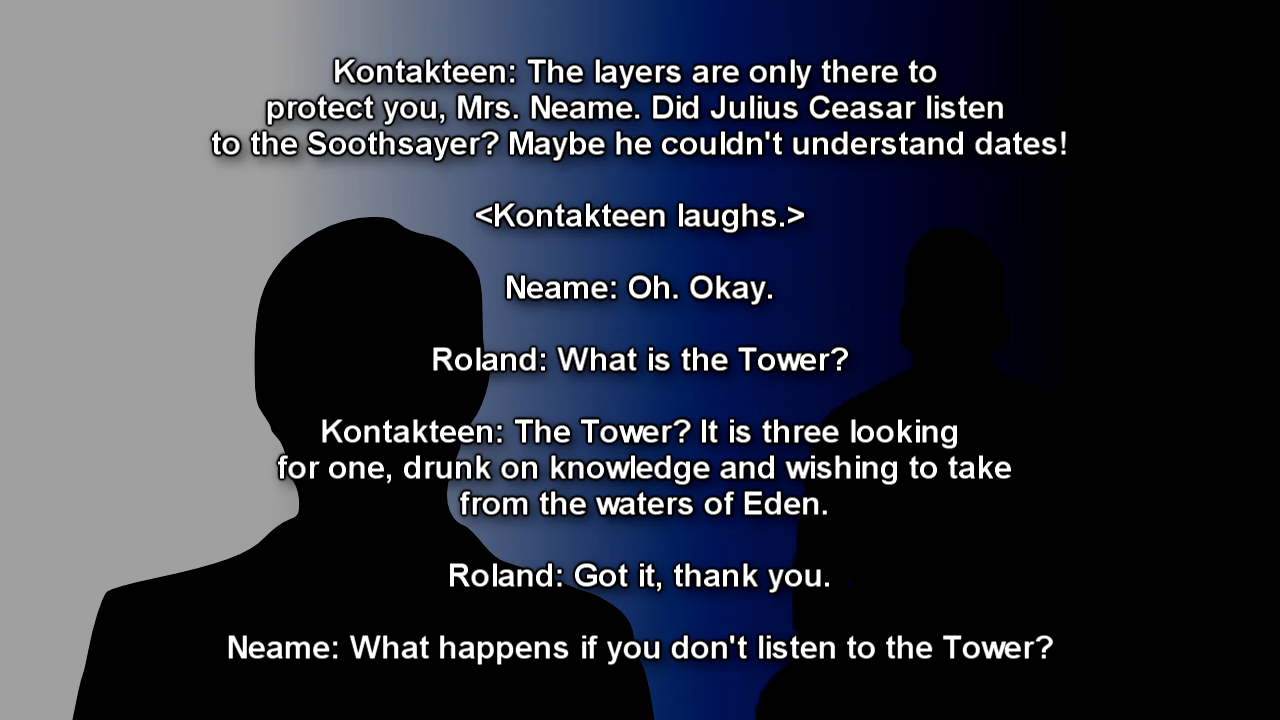 Kontakteen: The layers are only there to
protect you, Mrs. Neame. Did Julius Ceasar listen
to the Soothsayer? Maybe he couldn't understand dates!
<Kontakteen laughs.>
Neame: Oh. Okay.
Roland: What is the Tower?
Kontakteen: The Tower? It is three looking
for one, drunk on knowledge and wishing to take
from the waters of Eden.
Roland: Got it, thank you.
Neame: What happens if you don't listen to the Tower?